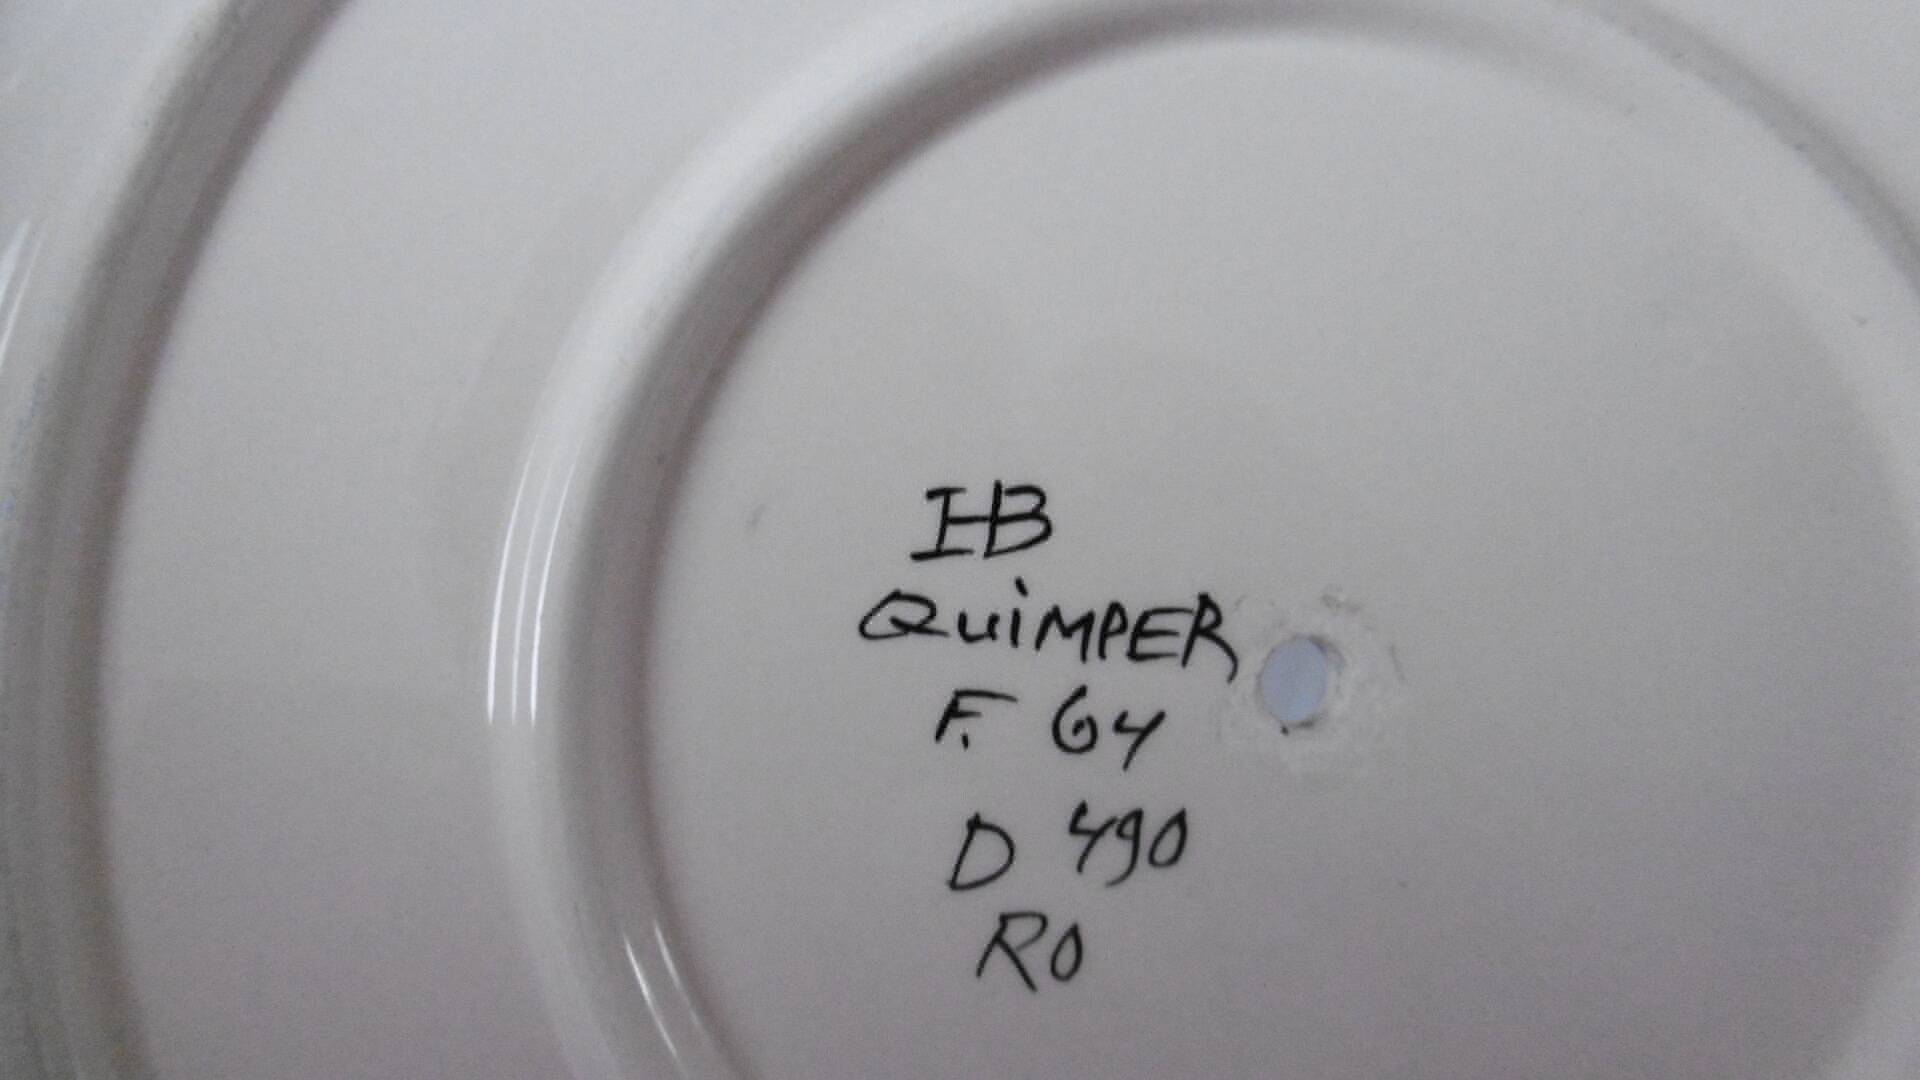 HB
QUiMPER
F. 64
D 490
RO